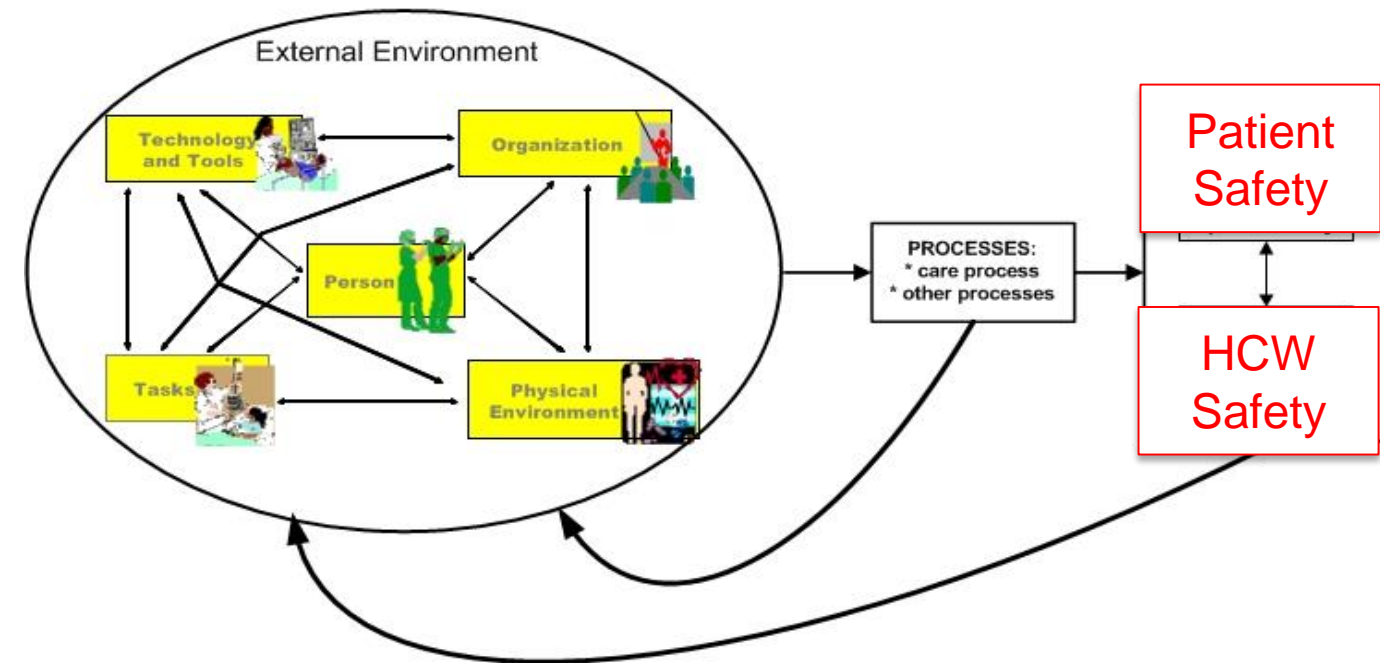 External Environment
Technology
and Tools
Organization
Person
Tasks
Physical
Environment
PROCESSES:
* care process
* other processes
Patient
Safety
HCW
Safety